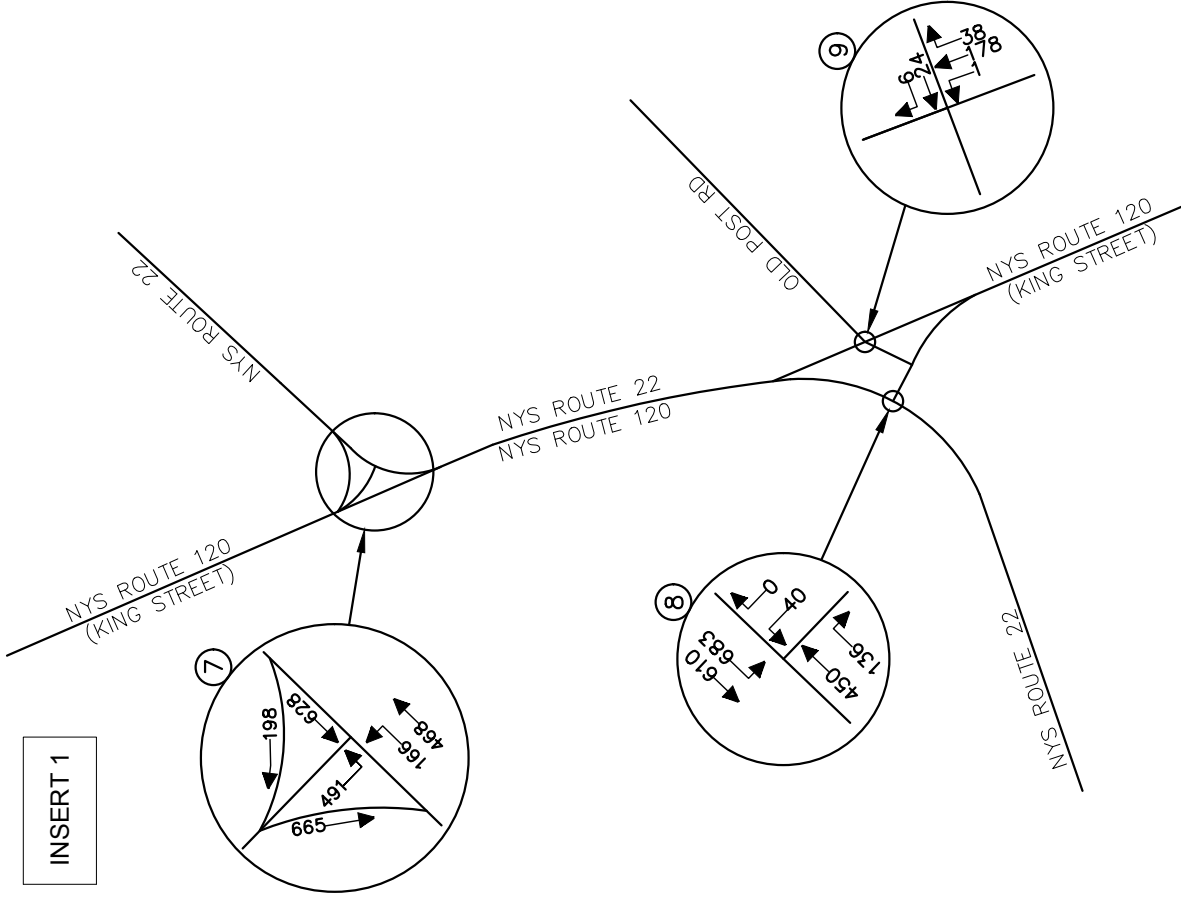 INSERT 1
NYS ROUTE 120
(KING STREET)
NYS ROUTE 22
7
198
628
491
665
166
468
NYS ROUTE 22
NYS ROUTE 120
OLD POST RD
9
6
24
38
178
1
NYS ROUTE 120
(KING STREET)
8
610
683
0
40
450
136
NYS ROUTE 22